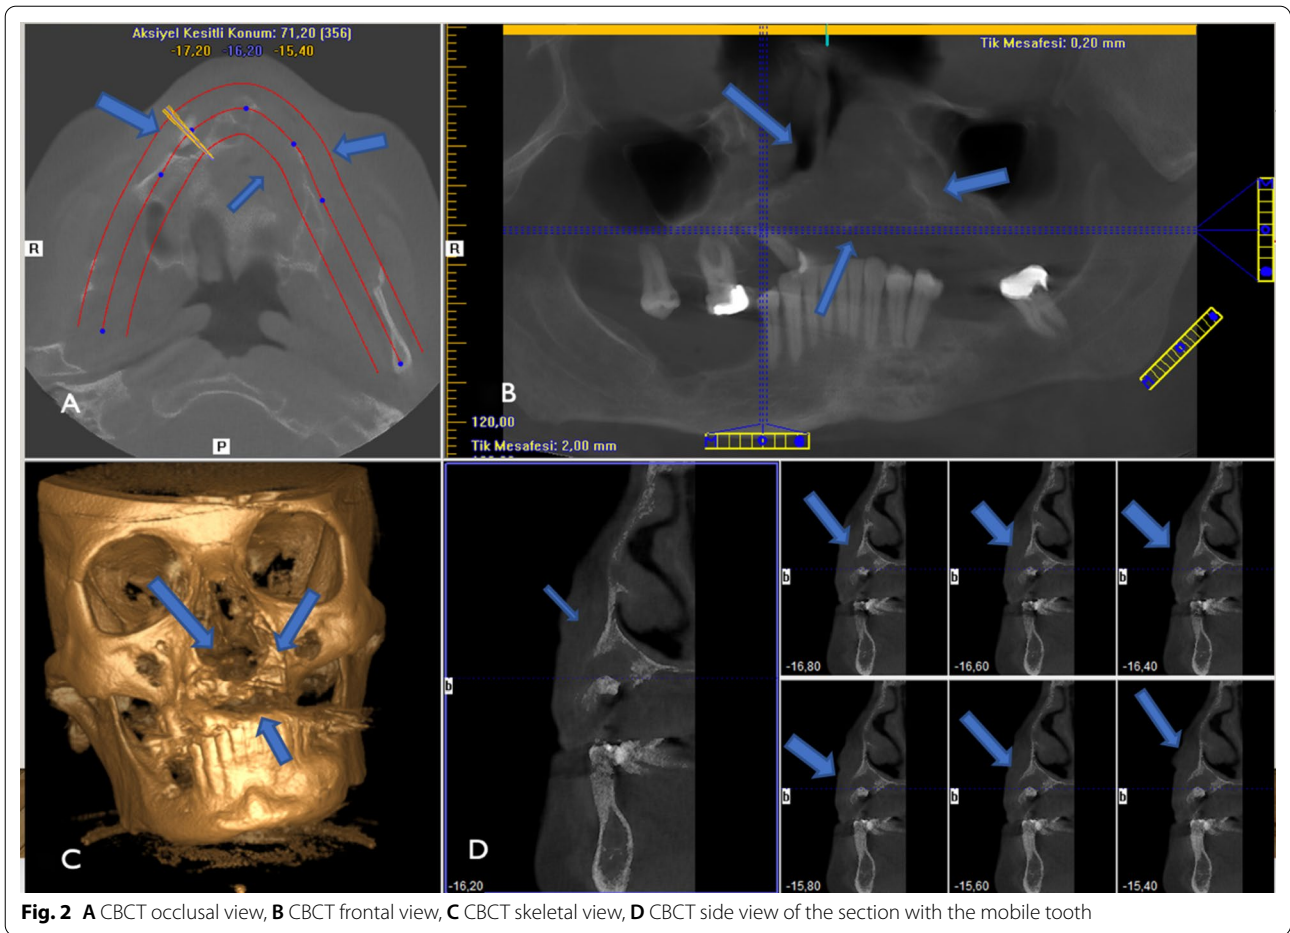 Aksiyel Kesitli Konum: 71,20 (356)
-17,20 -16,20 -15,40
R
A
P
Tik Mesafesi: 0,20 mm
R
B
120,00
Tik Mesafesi: 2,00 mm
C
b
D
-16,20
b
-16,80
b
-16,60
b
-16,40
b
-15,80
b
-15,60
b
-15,40
Fig. 2 A CBCT occlusal view, B CBCT frontal view, C CBCT skeletal view, D CBCT side view of the section with the mobile tooth